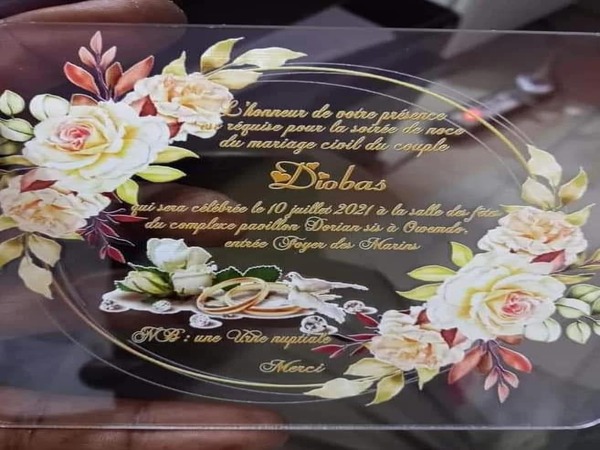 L'honneur de votre présence
est réquise pour la soirée de noce
du mariage civil du couple
Diobas
qui sera célébrée le 10 juillet 2021 à la salle des fêtes
du complexe pavillon Dorian sis à Owendo,
entrée Foyer des Marins
NB : une Urne nuptiale
Merci